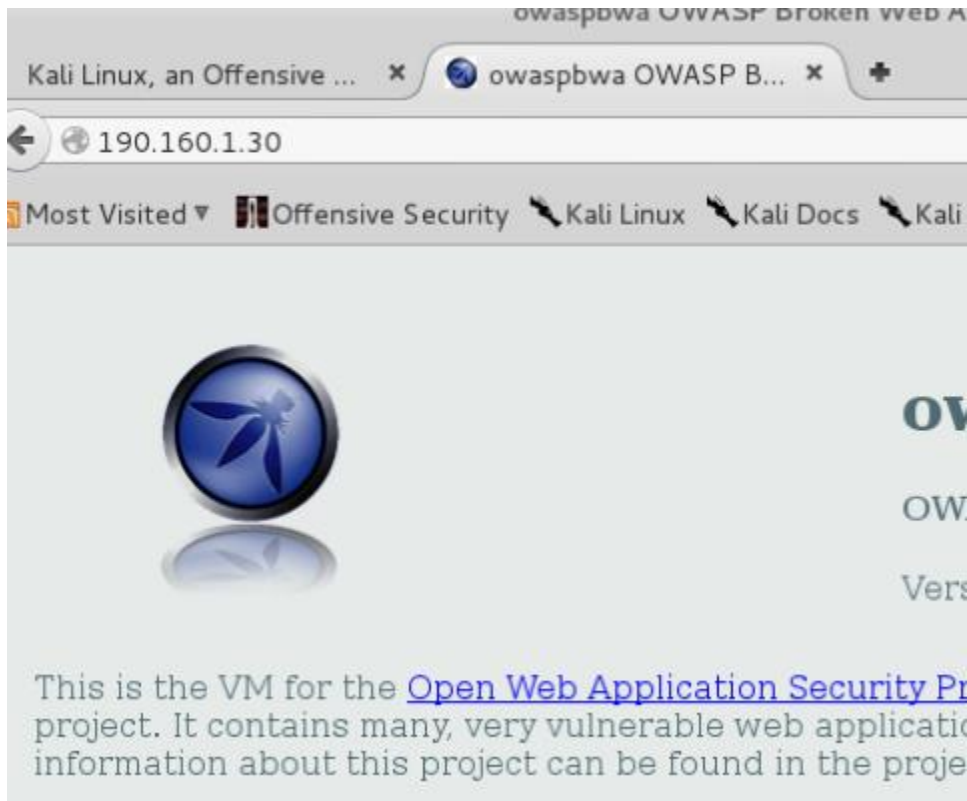 owaspbwa OWASP Broken Web A
Kali Linux, an Offensive ...
owaspbwa OWASP B...
190.160.1.30
Most Visited
Offensive Security
Kali Linux
Kali Docs
Kali
ow
OWA
Vers
This is the VM for the Open Web Application Security Pr
project. It contains many, very vulnerable web applicatio
information about this project can be found in the proje